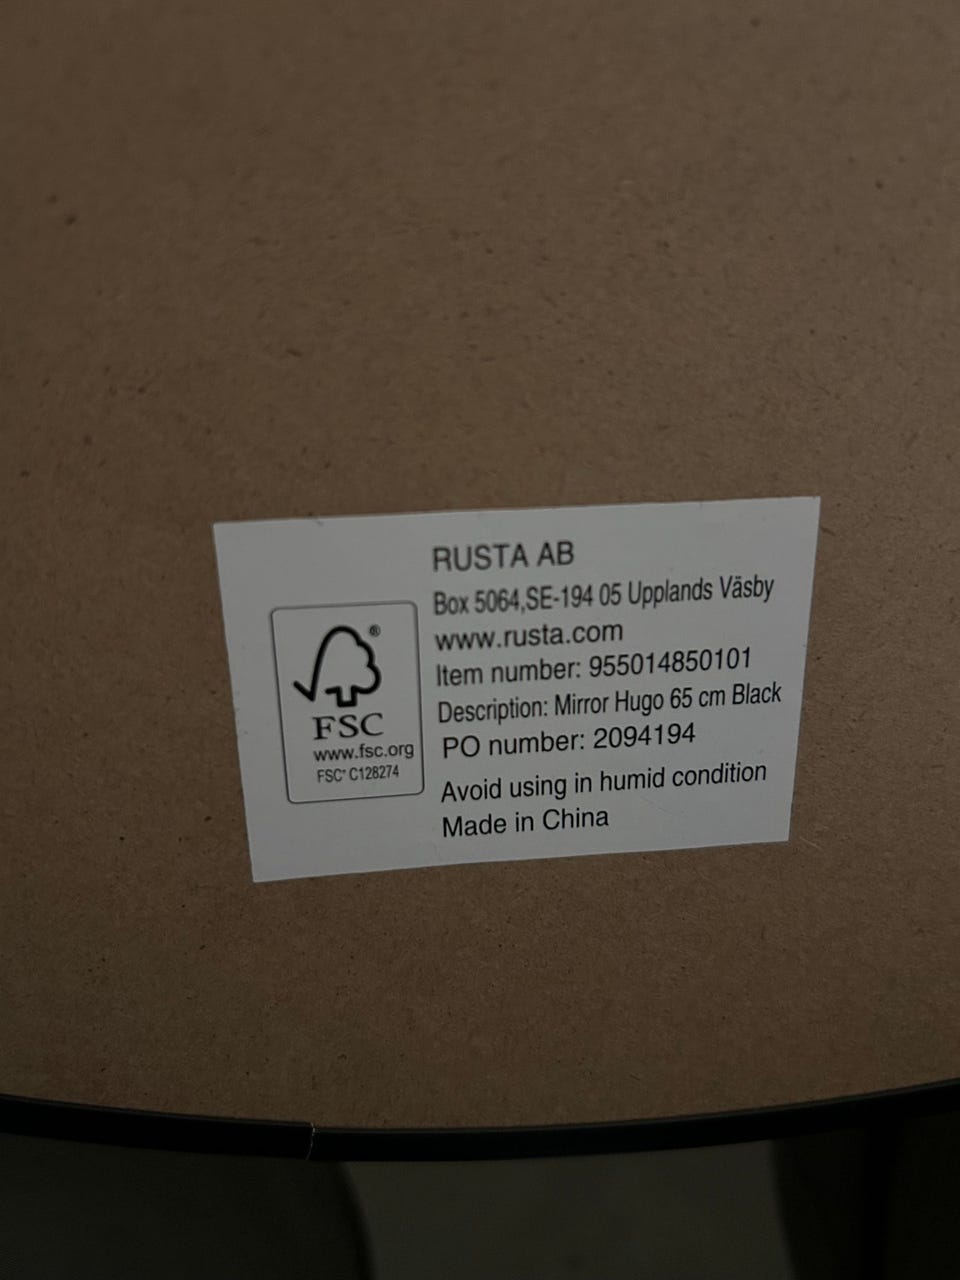 RUSTA AB
Box 5064,SE-194 05 Upplands Väsby
www.rusta.com
Item number: 955014850101
Description: Mirror Hugo 65 cm Black
PO number: 2094194
Avoid using in humid condition
Made in China
®
FSC
www.fsc.org
FSC® C128274